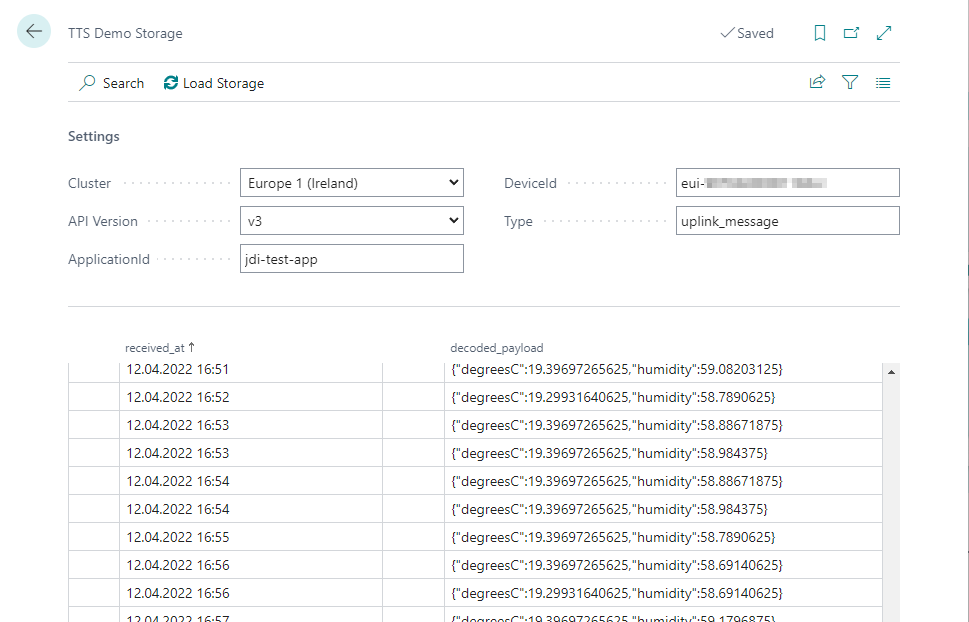 TTS Demo Storage
Saved
Search Load Storage
Settings
Cluster Europe 1 (Ireland) DeviceId eui-
API Version v3 Type uplink_message
ApplicationId jdi-test-app
received_at decoded_payload
12.04.2022 16:51 {"degreesC":19.39697265625,"humidity":59.08203125}
12.04.2022 16:52 {"degreesC":19.29931640625,"humidity":58.7890625}
12.04.2022 16:53 {"degreesC":19.39697265625,"humidity":58.88671875}
12.04.2022 16:53 {"degreesC":19.39697265625,"humidity":58.984375}
12.04.2022 16:54 {"degreesC":19.39697265625,"humidity":58.88671875}
12.04.2022 16:54 {"degreesC":19.39697265625,"humidity":58.984375}
12.04.2022 16:55 {"degreesC":19.39697265625,"humidity":58.7890625}
12.04.2022 16:56 {"degreesC":19.39697265625,"humidity":58.69140625}
12.04.2022 16:56 {"degreesC":19.29931640625,"humidity":58.69140625}
12.04.2022 16:57 {"degreesC":19.39697265625,"humidity":59.1796875}